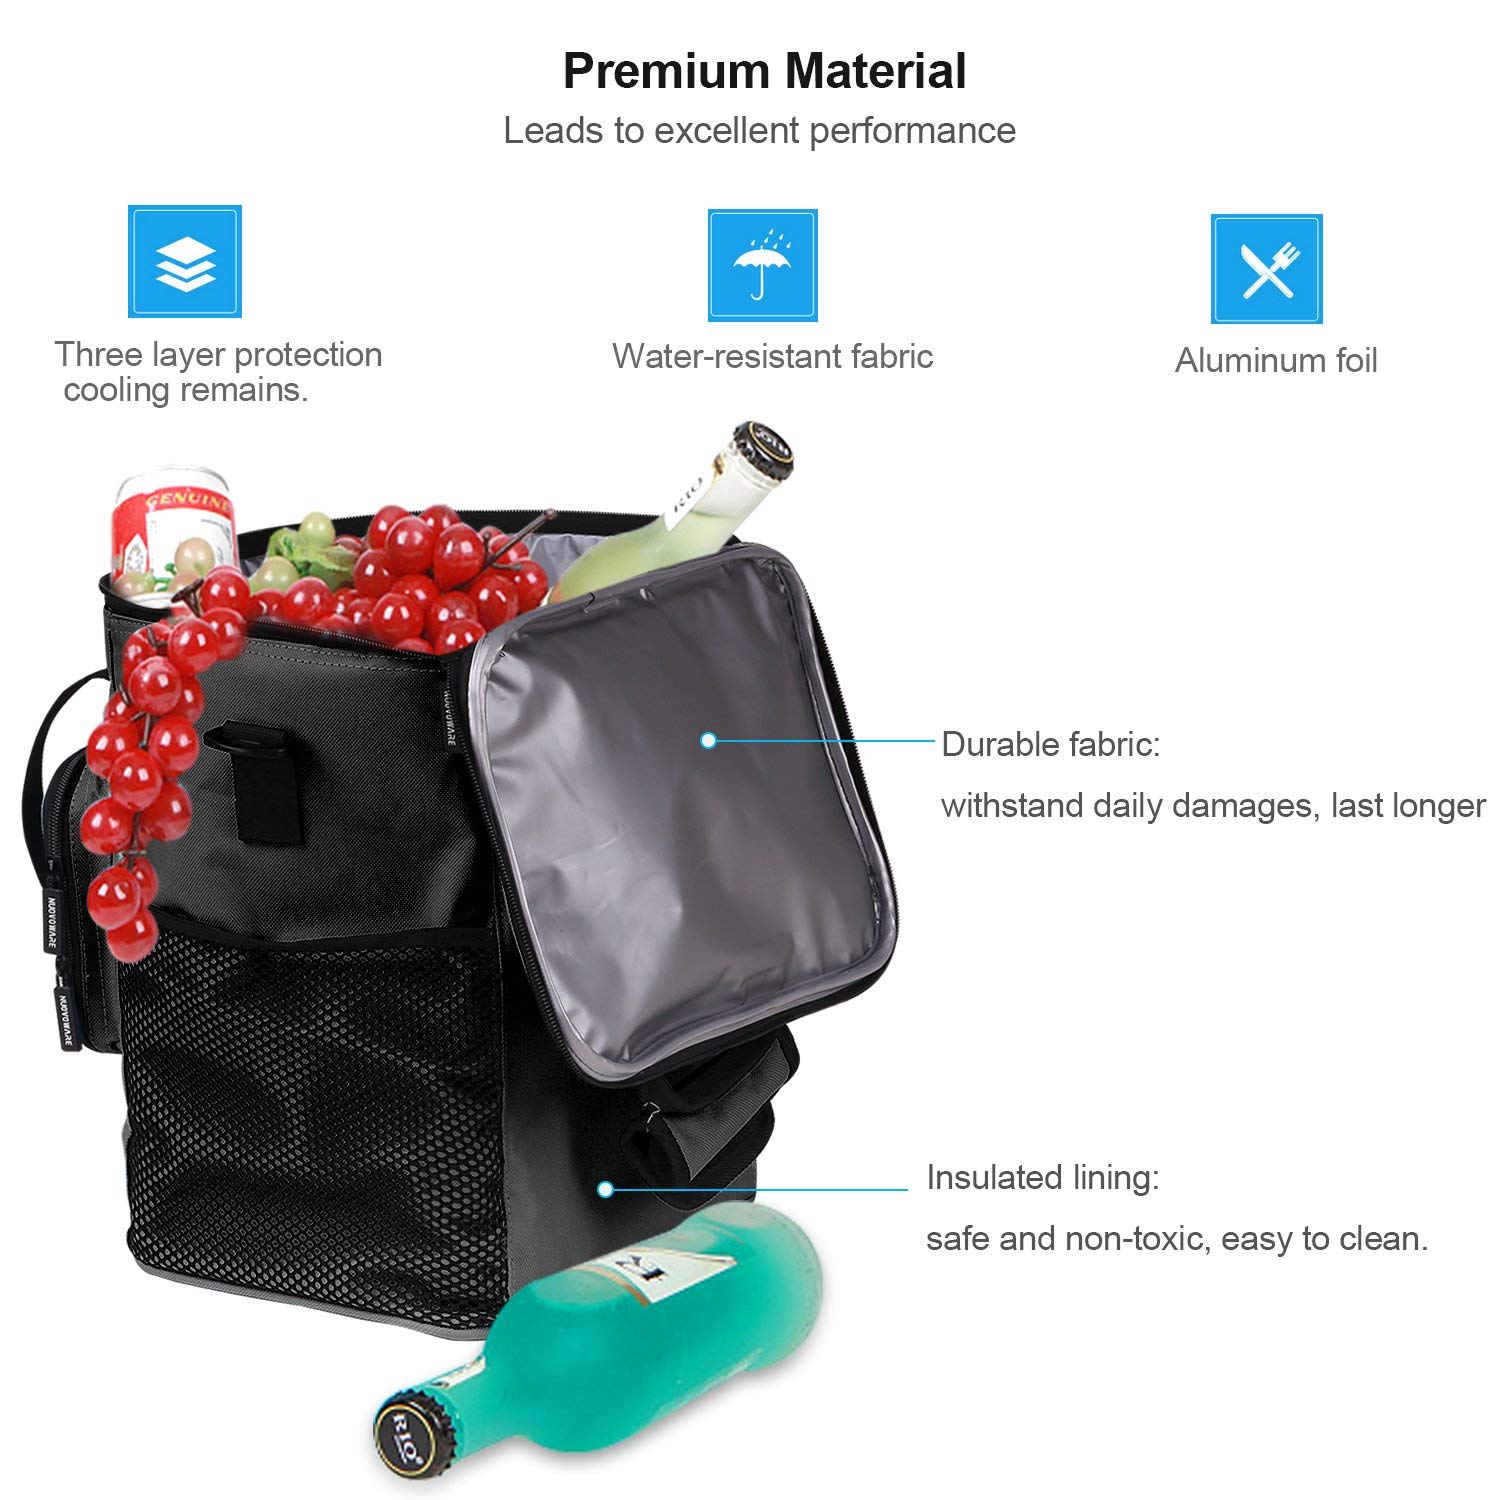 Premium Material
Leads to excellent performance
Three layer protection
cooling remains.
Water-resistant fabric
Aluminum foil
GENUINE
RIO
NUOVOWARE
Durable fabric:
withstand daily damages, last longer
NUOVOWARE
NUOVOWARE
Insulated lining:
safe and non-toxic, easy to clean.
RIO